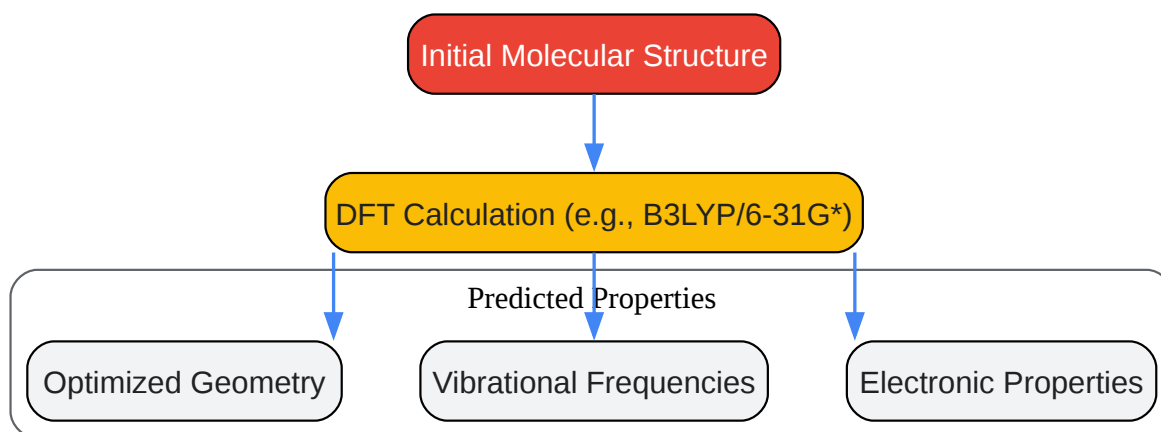 Initial Molecular Structure
DFT Calculation (e.g., B3LYP/6-31G*)
Predicted Properties
Optimized Geometry
Vibrational Frequencies
Electronic Properties